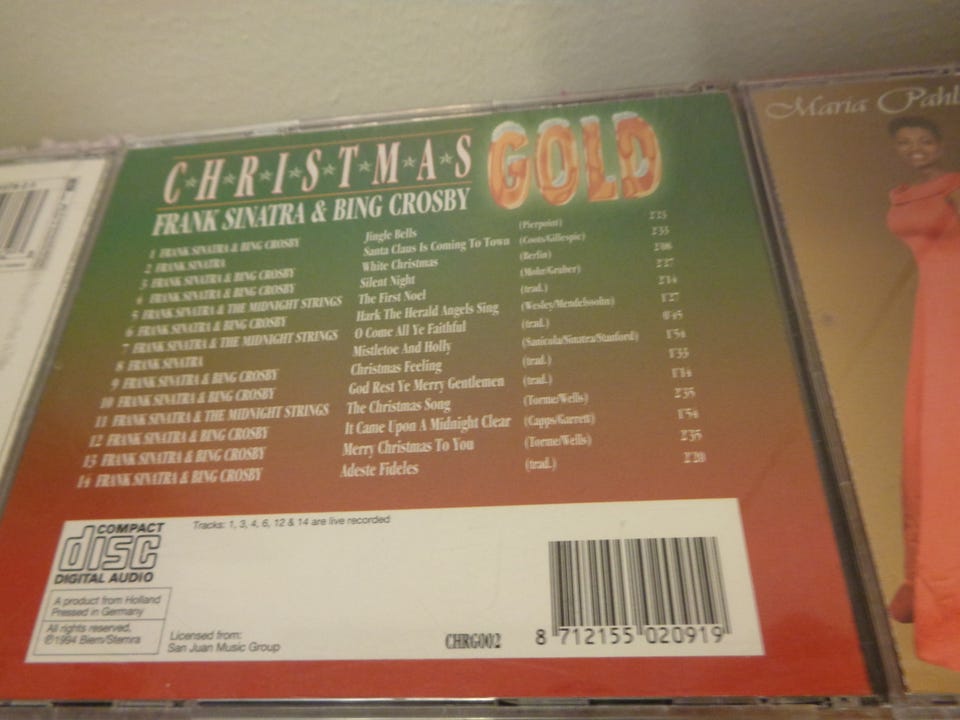 C★H★R★I★S★T★M★A★S GOLD
FRANK SINATRA & BING CROSBY
1 FRANK SINATRA & BING CROSBY Jingle Bells (Pierpoint) 2'25
2 FRANK SINATRA Santa Claus Is Coming To Town (Coots/Gillespie) 2'35
3 FRANK SINATRA & BING CROSBY White Christmas (Berlin) 2'06
4 FRANK SINATRA & BING CROSBY Silent Night (Mohr/Gruber) 2'27
5 FRANK SINATRA & THE MIDNIGHT STRINGS The First Noel (trad.) 2'14
6 FRANK SINATRA & BING CROSBY Hark The Herald Angels Sing (Wesley/Mendelssohn) 1'27
7 FRANK SINATRA & THE MIDNIGHT STRINGS O Come All Ye Faithful (trad.) 0'45
8 FRANK SINATRA Mistletoe And Holly (Sanicola/Sinatra/Stanford) 1'54
9 FRANK SINATRA & BING CROSBY Christmas Feeling (trad.) 1'33
10 FRANK SINATRA & BING CROSBY God Rest Ye Merry Gentlemen (trad.) 1'14
11 FRANK SINATRA & THE MIDNIGHT STRINGS The Christmas Song (Torme/Wells) 2'35
12 FRANK SINATRA & BING CROSBY It Came Upon A Midnight Clear (Capps/Garrett) 1'54
13 FRANK SINATRA & BING CROSBY Merry Christmas To You (Torme/Wells) 2'35
14 FRANK SINATRA & BING CROSBY Adeste Fideles (trad.) 2'20
COMPACT
disc
DIGITAL AUDIO
Tracks: 1, 3, 4, 6, 12 & 14 are live recorded
A product from Holland
Pressed in Germany
All rights reserved.
©1994 Biem/Stemra
Licensed from:
San Juan Music Group
CHRG002
8 712155 020919
Maria Pahl